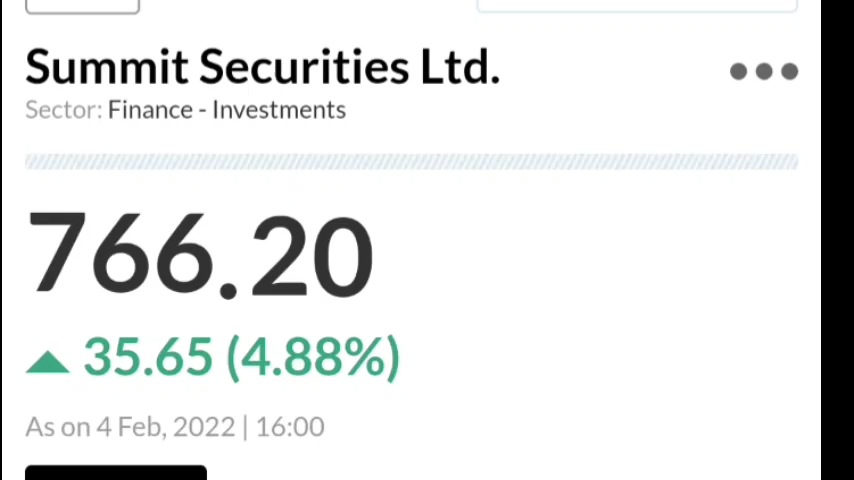 Summit Securities Ltd.
Sector: Finance - Investments
766.20
35.65 (4.88%)
As on 4 Feb, 2022 | 16:00